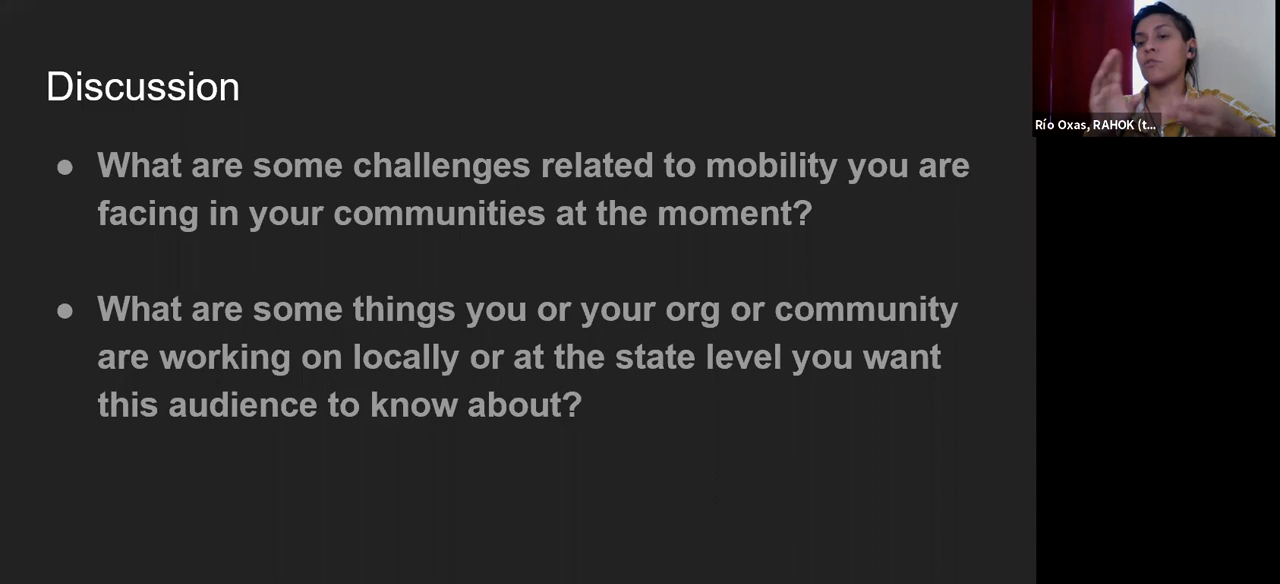 Discussion
● What are some challenges related to mobility you are
facing in your communities at the moment?
● What are some things you or your org or community
are working on locally or at the state level you want
this audience to know about?
Río Oxas, RAHOK (t...